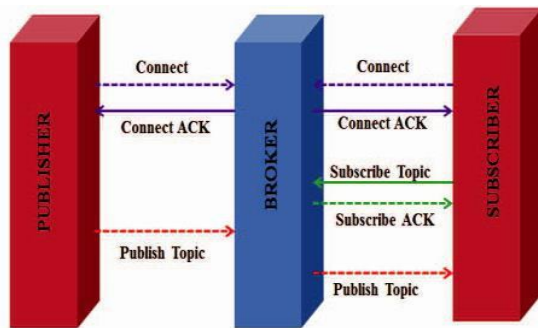 PUBLISHER
BROKER
SUBSCRIBER
Connect
Connect
Connect ACK
Connect ACK
Subscribe Topic
Subscribe ACK
Publish Topic
Publish Topic